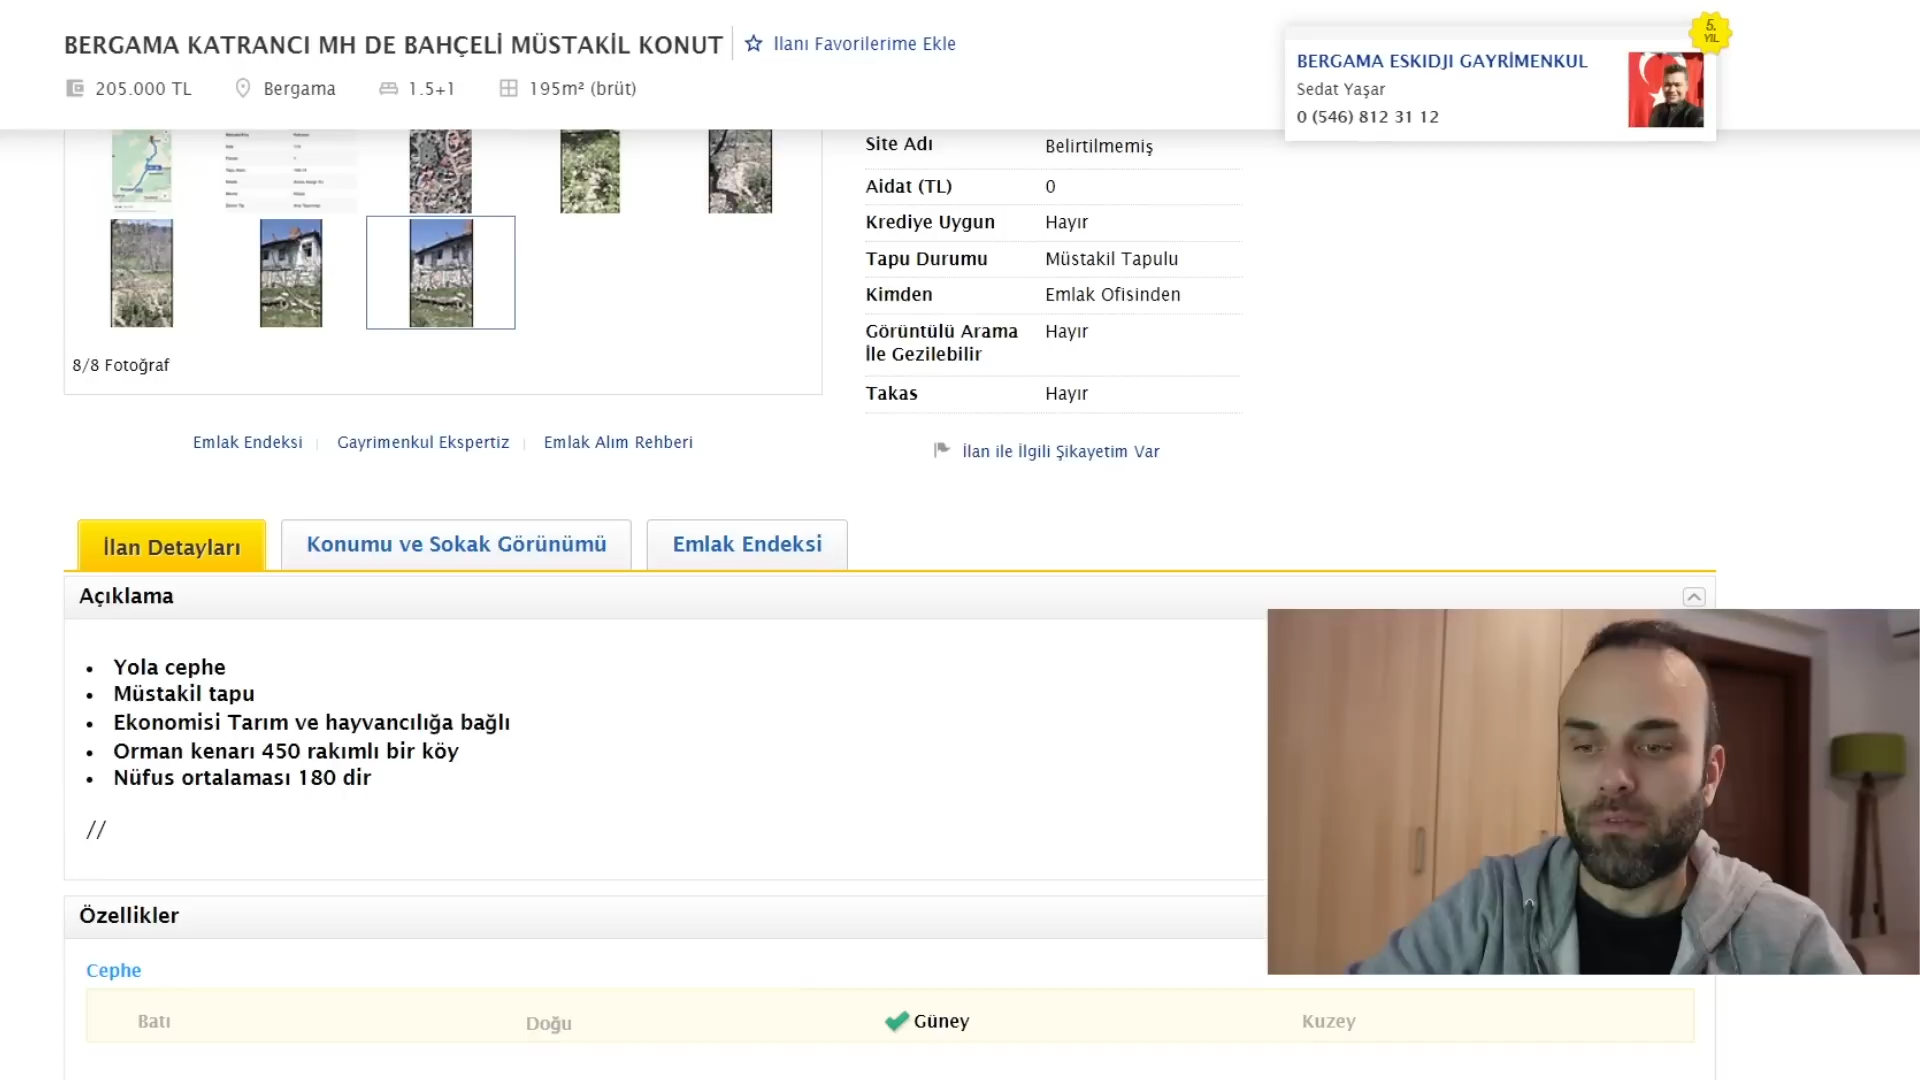 BERGAMA KATRANCI MH DE BAHÇELİ MÜSTAKİL KONUT
İlanı Favorilerime Ekle
205.000 TL
Bergama
1.5+1
195m² (brüt)
5.
YIL
BERGAMA ESKIDJI GAYRİMENKUL
Sedat Yaşar
0 (546) 812 31 12
8/8 Fotoğraf
Site Adı Belirtilmemiş
Aidat (TL) 0
Krediye Uygun Hayır
Tapu Durumu Müstakil Tapulu
Kimden Emlak Ofisinden
Görüntülü Arama Hayır
İle Gezilebilir
Takas Hayır
Emlak Endeksi
Gayrimenkul Ekspertiz
Emlak Alım Rehberi
İlan ile İlgili Şikayetim Var
İlan Detayları
Konumu ve Sokak Görünümü
Emlak Endeksi
Açıklama
• Yola cephe
• Müstakil tapu
• Ekonomisi Tarım ve hayvancılığa bağlı
• Orman kenarı 450 rakımlı bir köy
• Nüfus ortalaması 180 dir
//
Özellikler
Cephe
Batı
Doğu
Güney
Kuzey